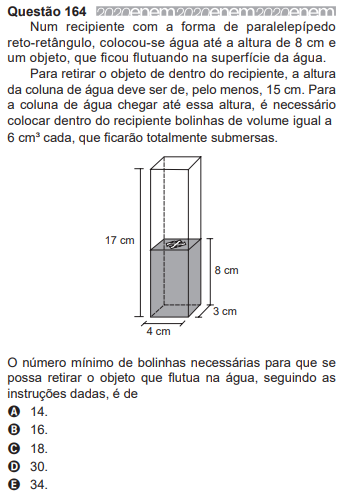 Questão 164 2020enem2020enem2020enem
Num recipiente com a forma de paralelepípedo
reto-retângulo, colocou-se água até a altura de 8 cm e
um objeto, que ficou flutuando na superfície da água.
Para retirar o objeto de dentro do recipiente, a altura
da coluna de água deve ser de, pelo menos, 15 cm. Para
a coluna de água chegar até essa altura, é necessário
colocar dentro do recipiente bolinhas de volume igual a
6 cm³ cada, que ficarão totalmente submersas.
17 cm
8 cm
3 cm
4 cm
O número mínimo de bolinhas necessárias para que se
possa retirar o objeto que flutua na água, seguindo as
instruções dadas, é de
A 14.
B 16.
C 18.
D 30.
E 34.